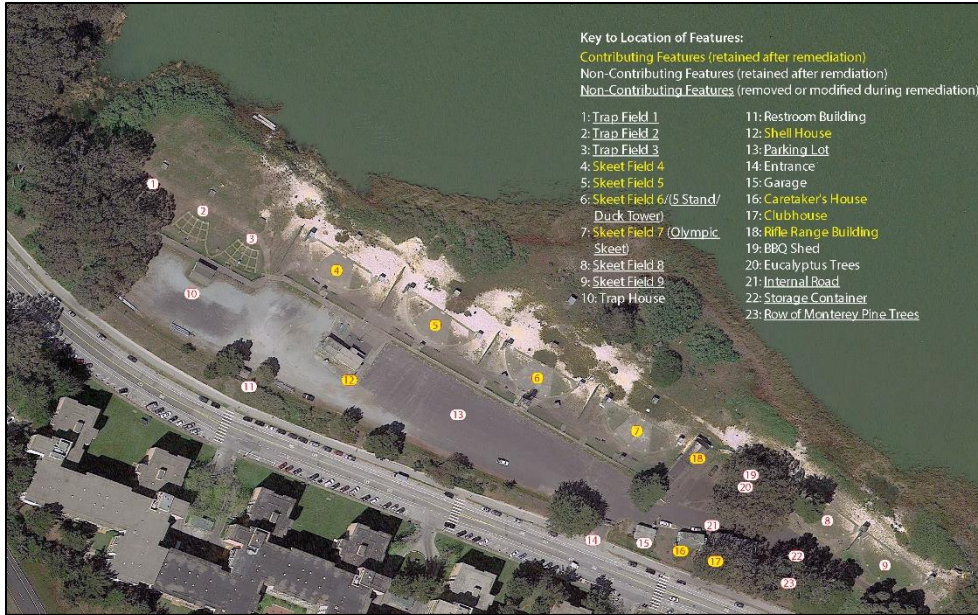 Key to Location of Features:
Contributing Features (retained after remediation)
Non-Contributing Features (retained after remdiation)
Non-Contributing Features (removed or modified during remediation)
1: Trap Field 1
2: Trap Field 2
3: Trap Field 3
4: Skeet Field 4
5: Skeet Field 5
6: Skeet Field 6/(5 Stand/
Duck Tower)
7: Skeet Field 7 (Olympic
Skeet)
8: Skeet Field 8
9: Skeet Field 9
10: Trap House
11: Restroom Building
12: Shell House
13: Parking Lot
14: Entrance
15: Garage
16: Caretaker's House
17: Clubhouse
18: Rifle Range Building
19: BBQ Shed
20: Eucalyptus Trees
21: Internal Road
22: Storage Container
23: Row of Monterey Pine Trees
1
2
3
4
10
5
12
11
6
13
7
18
19
20
8
21
14
15
16
22
17
9
23